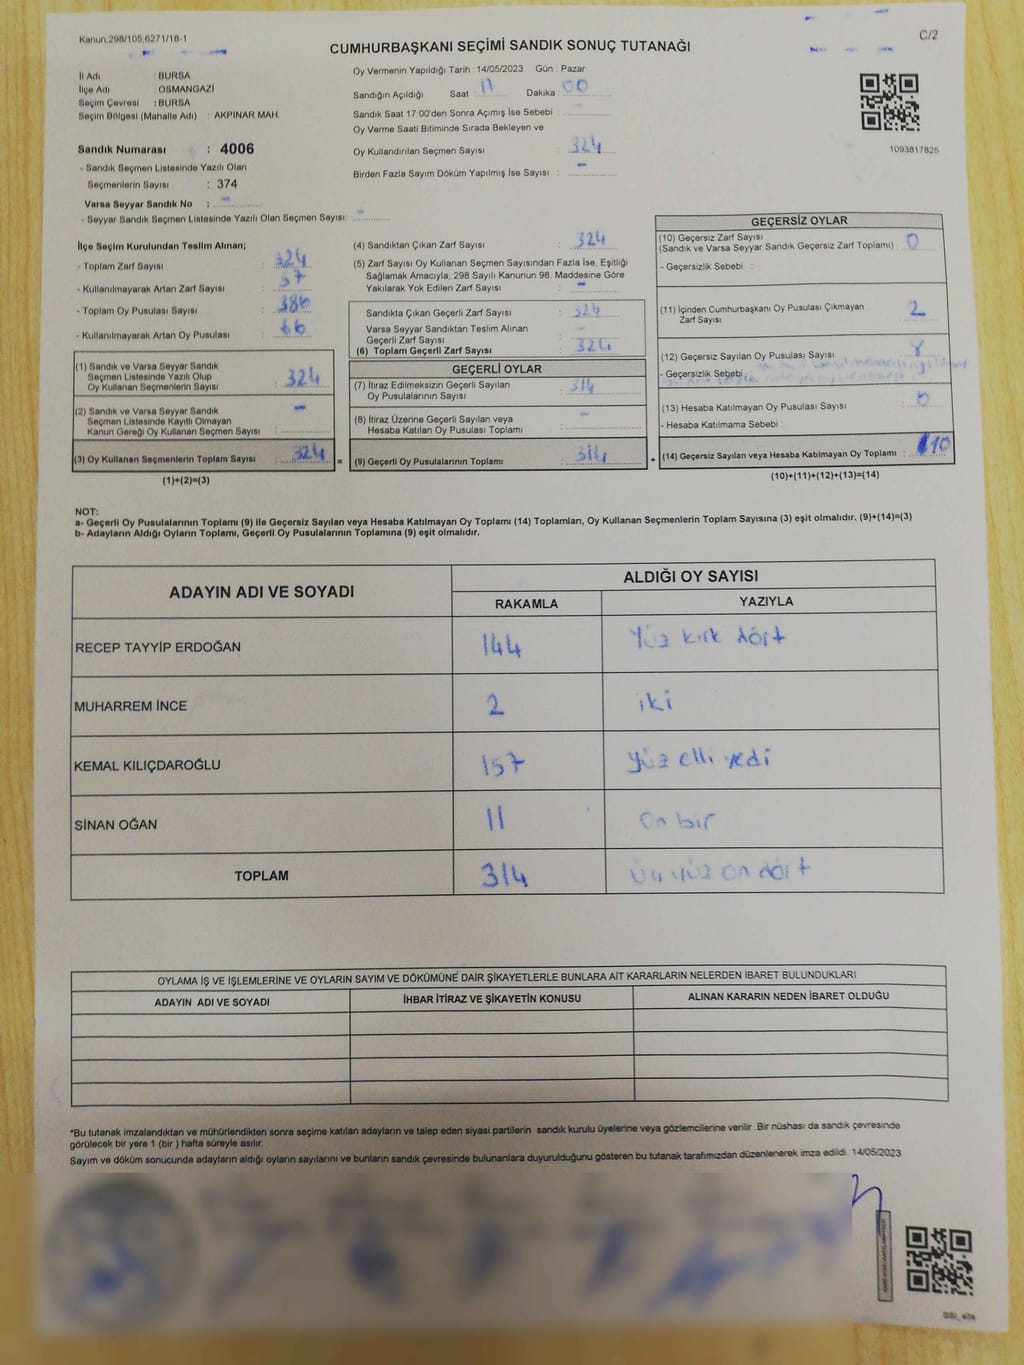 Kanun,298/105,6271/18-1
C/2
CUMHURBAŞKANI SEÇİMİ SANDIK SONUÇ TUTANAĞI
İl Adı : BURSA
İlçe Adı : OSMANGAZİ
Seçim Çevresi : BURSA
Seçim Bölgesi (Mahalle Adı) : AKPINAR MAH.
Oy Vermenin Yapıldığı Tarih : 14/05/2023 Gün : Pazar
Sandığın Açıldığı Saat 17 Dakika 00
Sandık Saat 17:00'den Sonra Açımış İse Sebebi :
Oy Verme Saati Bitiminde Sırada Bekleyen ve
Oy Kullandırılan Seçmen Sayısı : 324
Birden Fazla Sayım Döküm Yapılmış İse Sayısı : -
1093817825
Sandık Numarası : 4006
- Sandık Seçmen Listesinde Yazılı Olan
Seçmenlerin Sayısı : 374
Varsa Seyyar Sandık No : -
- Seyyar Sandık Seçmen Listesinde Yazılı Olan Seçmen Sayısı: -
İlçe Seçim Kurulundan Teslim Alınan;
- Toplam Zarf Sayısı : 324
- Kullanılmayarak Artan Zarf Sayısı : 57
- Toplam Oy Pusulası Sayısı : 386
- Kullanılmayarak Artan Oy Pusulası : 66
(1) Sandık ve Varsa Seyyar Sandık
Seçmen Listesinde Yazılı Olup
Oy Kullanan Seçmenlerin Sayısı : 324
(2) Sandık ve Varsa Seyyar Sandık
Seçmen Listesinde Kayıtlı Olmayan
Kanun Gereği Oy Kullanan Seçmen Sayısı : -
(3) Oy Kullanan Seçmenlerin Toplam Sayısı : 324
(1)+(2)=(3)
(4) Sandıktan Çıkan Zarf Sayısı : 324
(5) Zarf Sayısı Oy Kullanan Seçmen Sayısından Fazla İse, Eşitliği
Sağlamak Amacıyla; 298 Sayılı Kanunun 98. Maddesine Göre
Yakılarak Yok Edilen Zarf Sayısı : -
Sandıkla Çıkan Geçerli Zarf Sayısı : 324
Varsa Seyyar Sandıktan Teslim Alınan
Geçerli Zarf Sayısı : -
(6) Toplam Geçerli Zarf Sayısı : 324
GEÇERLİ OYLAR
(7) İtiraz Edilmeksizin Geçerli Sayılan
Oy Pusulalarının Sayısı : 314
(8) İtiraz Üzerine Geçerli Sayılan veya
Hesaba Katılan Oy Pusulası Toplamı : -
= (9) Geçerli Oy Pusulalarının Toplamı : 314
GEÇERSİZ OYLAR
(10) Geçersiz Zarf Sayısı
(Sandık ve Varsa Seyyar Sandık Geçersiz Zarf Toplamı) : 0
- Geçersizlik Sebebi :
(11) İçinden Cumhurbaşkanı Oy Pusulası Çıkmayan
Zarf Sayısı : 2
(12) Geçersiz Sayılan Oy Pusulası Sayısı : 8
- Geçersizlik Sebebi :
(13) Hesaba Katılmayan Oy Pusulası Sayısı : 0
- Hesaba Katılmama Sebebi :
+ (14) Geçersiz Sayılan veya Hesaba Katılmayan Oy Toplamı : 10
(10)+(11)+(12)+(13)=(14)
NOT:
a- Geçerli Oy Pusulalarının Toplamı (9) ile Geçersiz Sayılan veya Hesaba Katılmayan Oy Toplamı (14) Toplamları, Oy Kullanan Seçmenlerin Toplam Sayısına (3) eşit olmalıdır. (9)+(14)=(3)
b- Adayların Aldığı Oyların Toplamı, Geçerli Oy Pusulalarının Toplamına (9) eşit olmalıdır.
ADAYIN ADI VE SOYADI
ALDIĞI OY SAYISI
RAKAMLA YAZIYLA
RECEP TAYYİP ERDOĞAN 144 Yüz kırk dört
MUHARREM İNCE 2 iki
KEMAL KILIÇDAROĞLU 157 yüz elli yedi
SİNAN OĞAN 11 On bir
TOPLAM 314 üç yüz on dört
OYLAMA İŞ VE İŞLEMLERİNE VE OYLARIN SAYIM VE DÖKÜMÜNE DAİR ŞİKAYETLERLE BUNLARA AİT KARARLARIN NELERDEN İBARET BULUNDUKLARI
ADAYIN ADI VE SOYADI İHBAR İTİRAZ VE ŞİKAYETİN KONUSU ALINAN KARARIN NEDEN İBARET OLDUĞU
*Bu tutanak imzalandıktan ve mühürlendikten sonra seçime katılan adayların ve talep eden siyasi partilerin sandık kurulu üyelerine veya gözlemcilerine verilir .Bir nüshası da sandık çevresinde
görülecek bir yere 1 (bir ) hafta süreyle asılır.
Sayım ve döküm sonucunda adayların aldığı oyların sayılarını ve bunların sandık çevresinde bulunanlara duyurulduğunu gösteren bu tutanak tarafımızdan düzenlenerek imza edildi. 14/05/2023